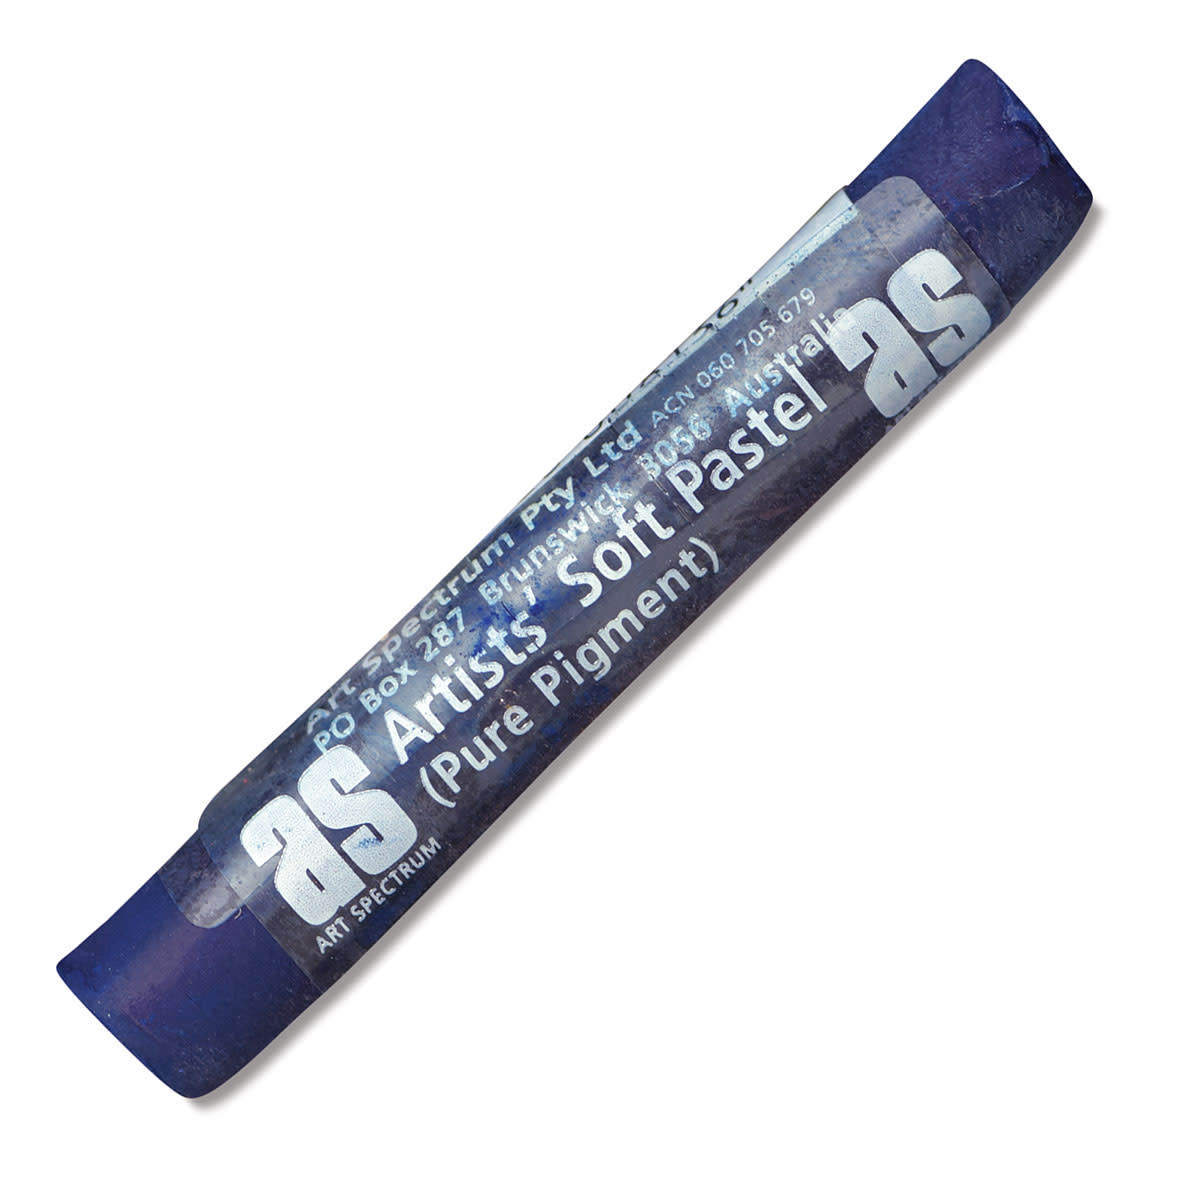 Art Spectrum Pty Ltd ACN 060 705 679
PO Box 287 Brunswick 3056 Australia
as Artists' Soft Pastel as
(Pure Pigment)
ART SPECTRUM